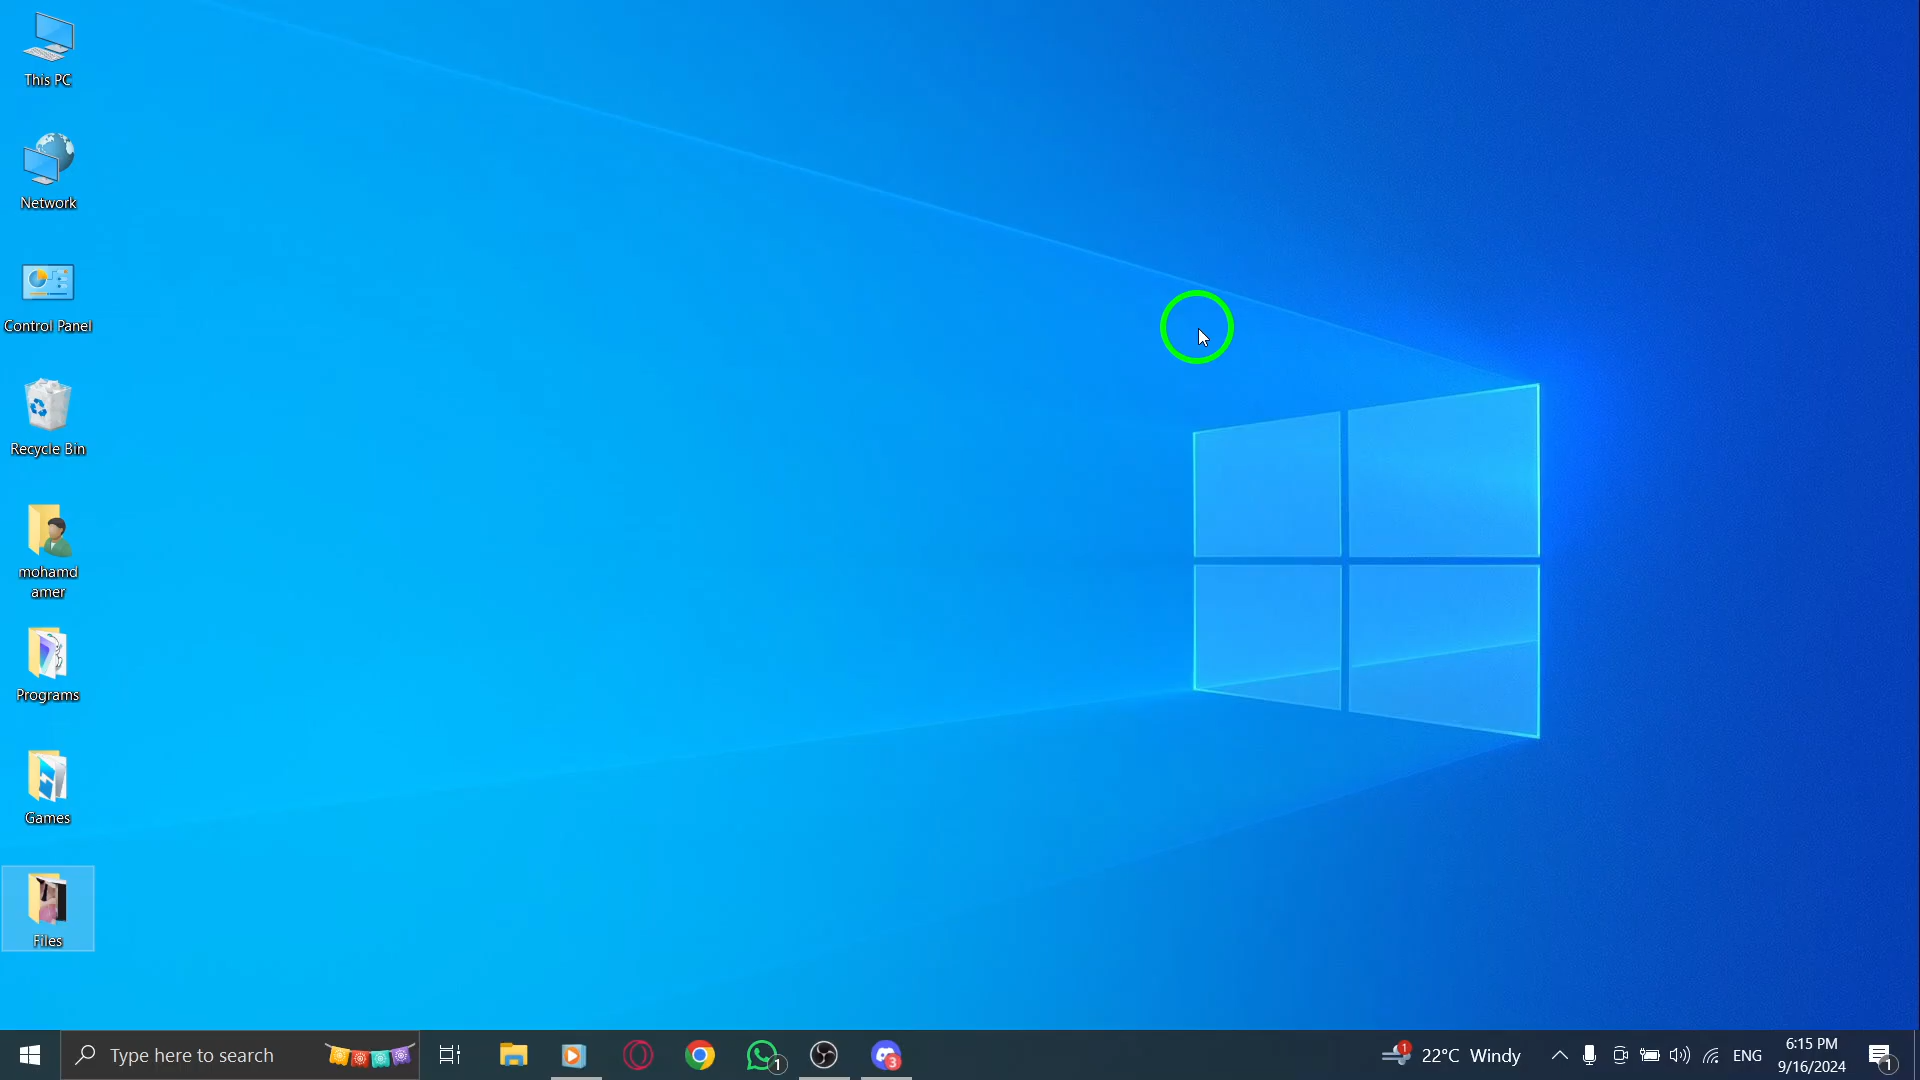 This PC
Network
Control Panel
Recycle Bin
mohamd
amer
Programs
Games
Files
Type here to search
1
3
1
22°C Windy
ENG
6:15 PM
9/16/2024
1